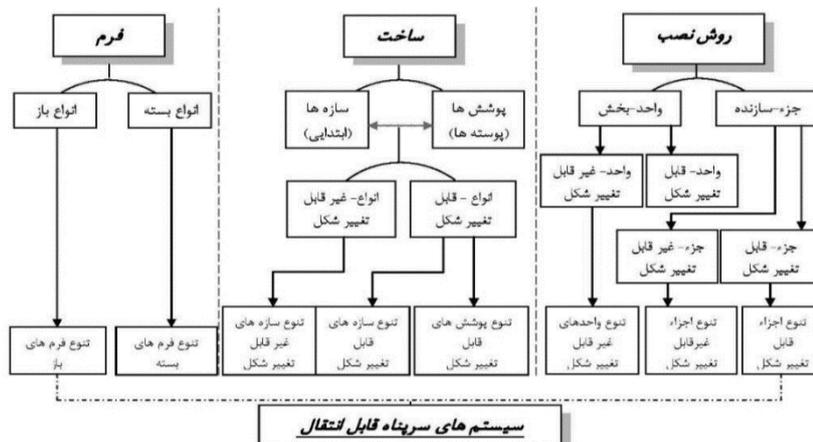 روش نصب
ساخت
فرم
جزء-سازنده
واحد-بخش
پوشش ها
(پوسته ها)
سازه ها
(ابتدایی)
انواع بسته
انواع باز
واحد- قابل
تغییر شکل
واحد- غیر قابل
تغییر شکل
انواع - قابل
تغییر شکل
انواع- غیر قابل
تغییر شکل
جزء- قابل
تغییر شکل
جزء- غیر قابل
تغییر شکل
تنوع اجزاء
قابل
تغییر شکل
تنوع اجزاء
غیرقابل
تغییر شکل
تنوع واحدهای
غیر قابل
تغییر شکل
تنوع پوشش های
قابل
تغییر شکل
تنوع سازه های
قابل
تغییر شکل
تنوع سازه های
غیر قابل
تغییر شکل
تنوع فرم های
بسته
تنوع فرم های
باز
سیستم های سرپناه قابل انتقال